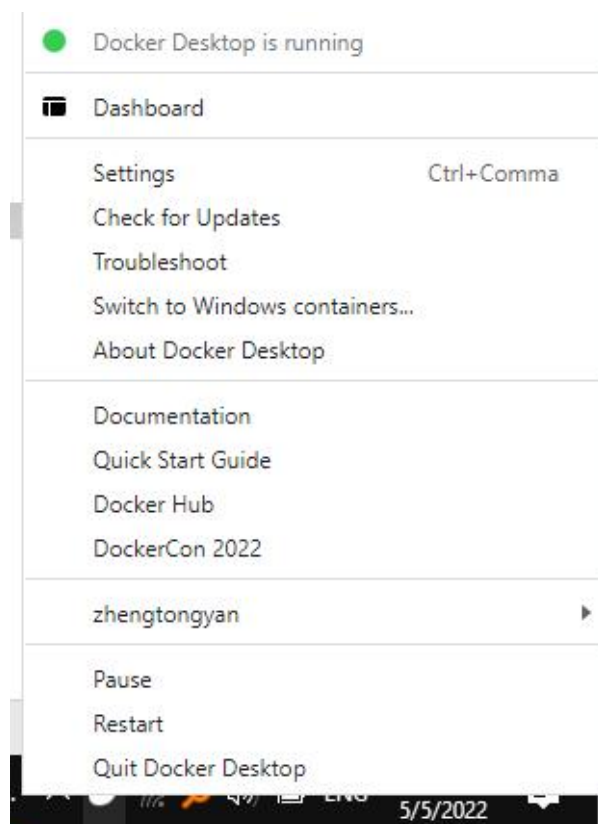 Docker Desktop is running
Dashboard
Settings Ctrl+Comma
Check for Updates
Troubleshoot
Switch to Windows containers...
About Docker Desktop
Documentation
Quick Start Guide
Docker Hub
DockerCon 2022
zhengtongyan
Pause
Restart
Quit Docker Desktop
ENG
5/5/2022